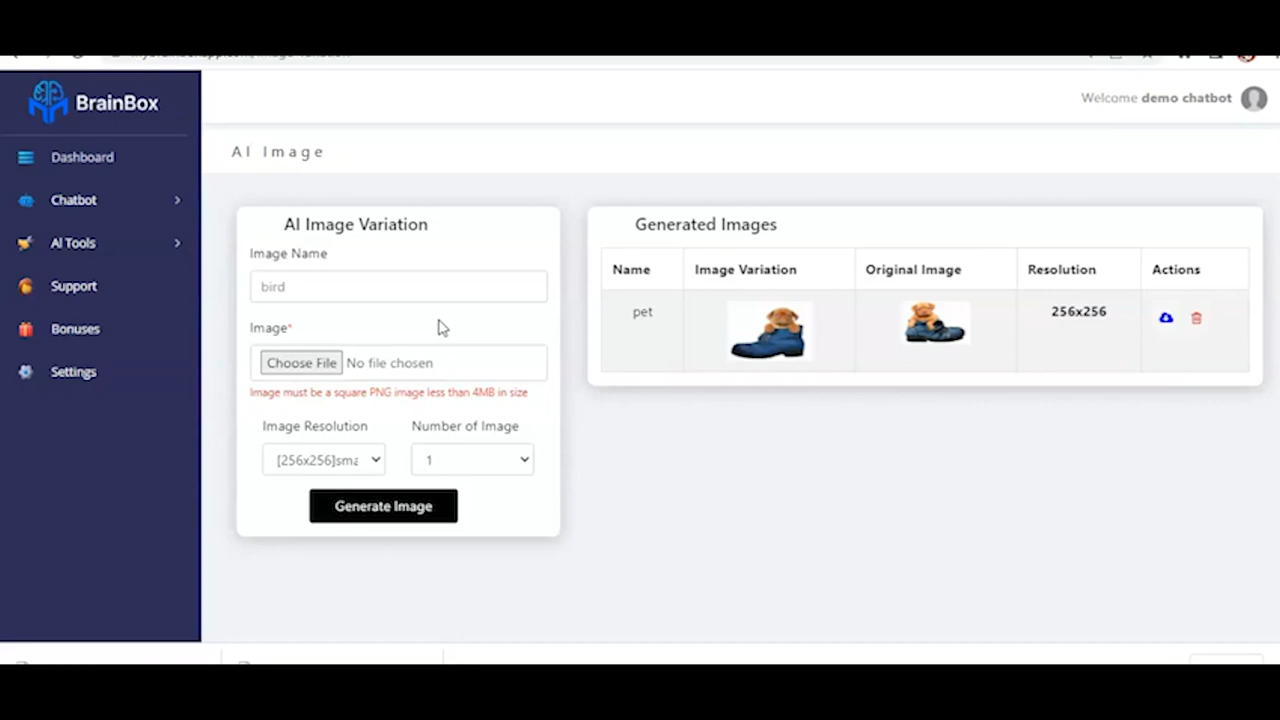 BrainBox
Welcome demo chatbot
Dashboard
Chatbot
AI Tools
Support
Bonuses
Settings
AI Image
AI Image Variation
Image Name
bird
Image*
Choose File No file chosen
Image must be a square PNG image less than 4MB in size
Image Resolution Number of Image
[256x256]sma 1
Generate Image
Generated Images
Name Image Variation Original Image Resolution Actions
pet 256x256